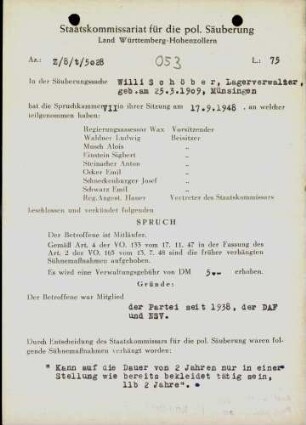 Staatskommissariat für die pol. Säuberung
Land Württemberg-Hohenzollern
Az.: Z/8/t/5028 053 L.: 75
In der Säuberungssache Willi Schöber, Lagerverwalter,
geb.am 25.3.1909, Münsingen
hat die Spruchkammer VII in ihrer Sitzung am 17.9.1948 , an welcher
teilgenommen haben:
Regierungsassessor Wax Vorsitzender
Waldner Ludwig Beisitzer
Munsh Alois „
Einstein Sigbert „
Steinacher Anton „
Osker Emil „
Schneckenburger Josef „
Schwarz Emil „
Reg.Angest. Hauer Vertreter des Staatskommissars
beschlossen und verkündet folgenden
SPRUCH
Der Betroffene ist Mitläufer.
Gemäß Art. 4 der VO. 133 vom 17. 11. 47 in der Fassung des
Art. 2 der VO. 165 vom 13. 7. 48 sind die früher verhängten
Sühnemaßnahmen aufgehoben.
Es wird eine Verwaltungsgebühr von DM 5.— erhoben.
Gründe:
Der Betroffene war Mitglied
der Partei seit 1938, der DAF
und NSV.
Durch Entscheidung des Staatskommissars für die pol. Säuberung waren folgende
Sühnemaßnahmen verhängt worden:
" Kann auf die Dauer von 2 Jahren nur in einer
Stellung wie bereits bekleidet tätig sein,
llb 2 Jahre".